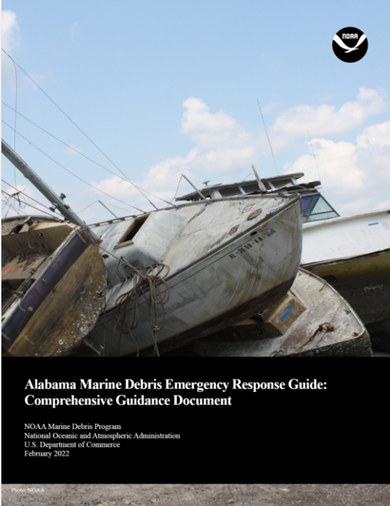 NOAA
Alabama Marine Debris Emergency Response Guide:
Comprehensive Guidance Document
NOAA Marine Debris Program
National Oceanic and Atmospheric Administration
U.S. Department of Commerce
February 2022
Photo: NOAA